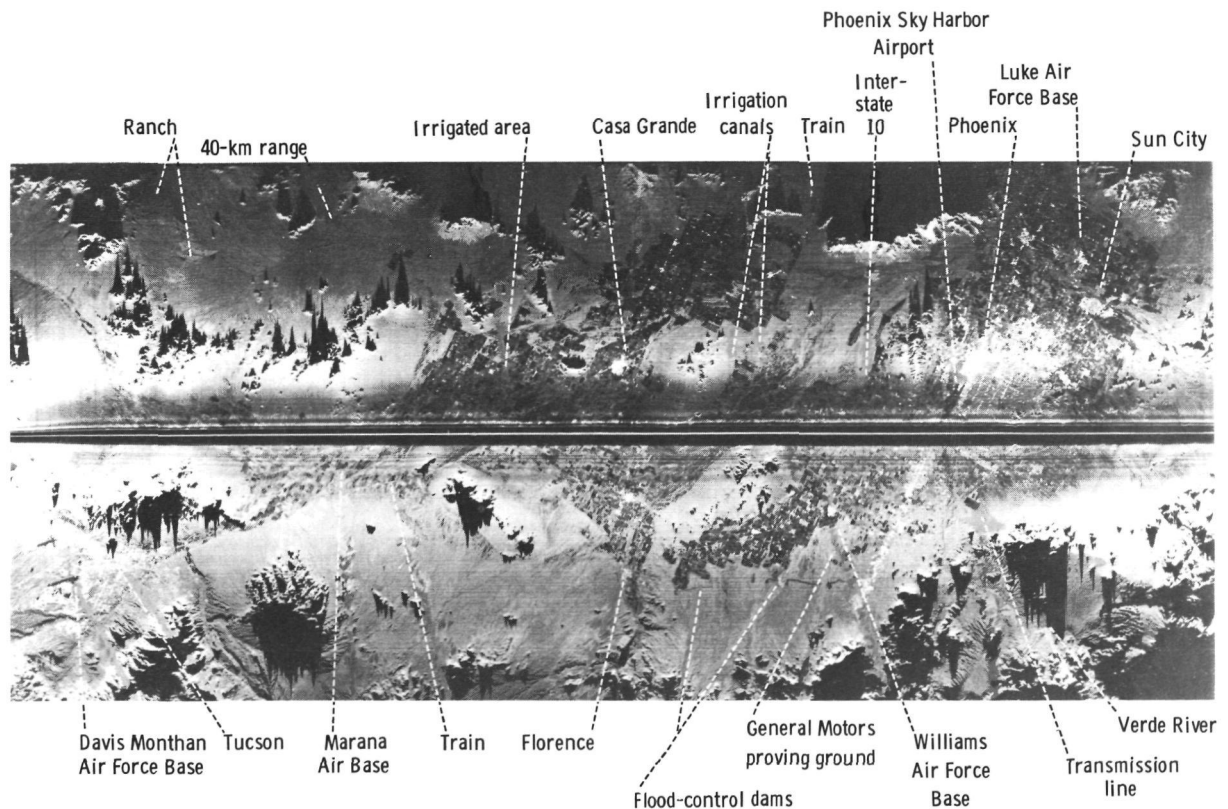 Phoenix Sky Harbor
Airport
Luke Air
Force Base
Inter-
state
10
Irrigation
canals
Ranch
40-km range
Irrigated area
Casa Grande
Train
Phoenix
Sun City
Davis Monthan
Air Force Base
Tucson
Marana
Air Base
Train
Florence
Flood-control dams
General Motors
proving ground
Williams
Air Force
Base
Transmission
line
Verde River